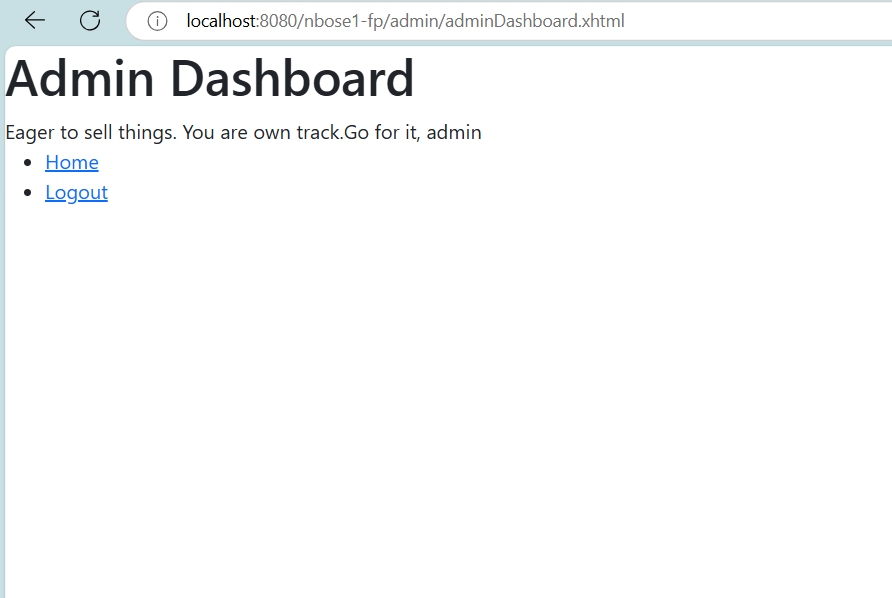 localhost:8080/nbose1-fp/admin/adminDashboard.xhtml
Admin Dashboard
Eager to sell things. You are own track.Go for it, admin
Home
Logout